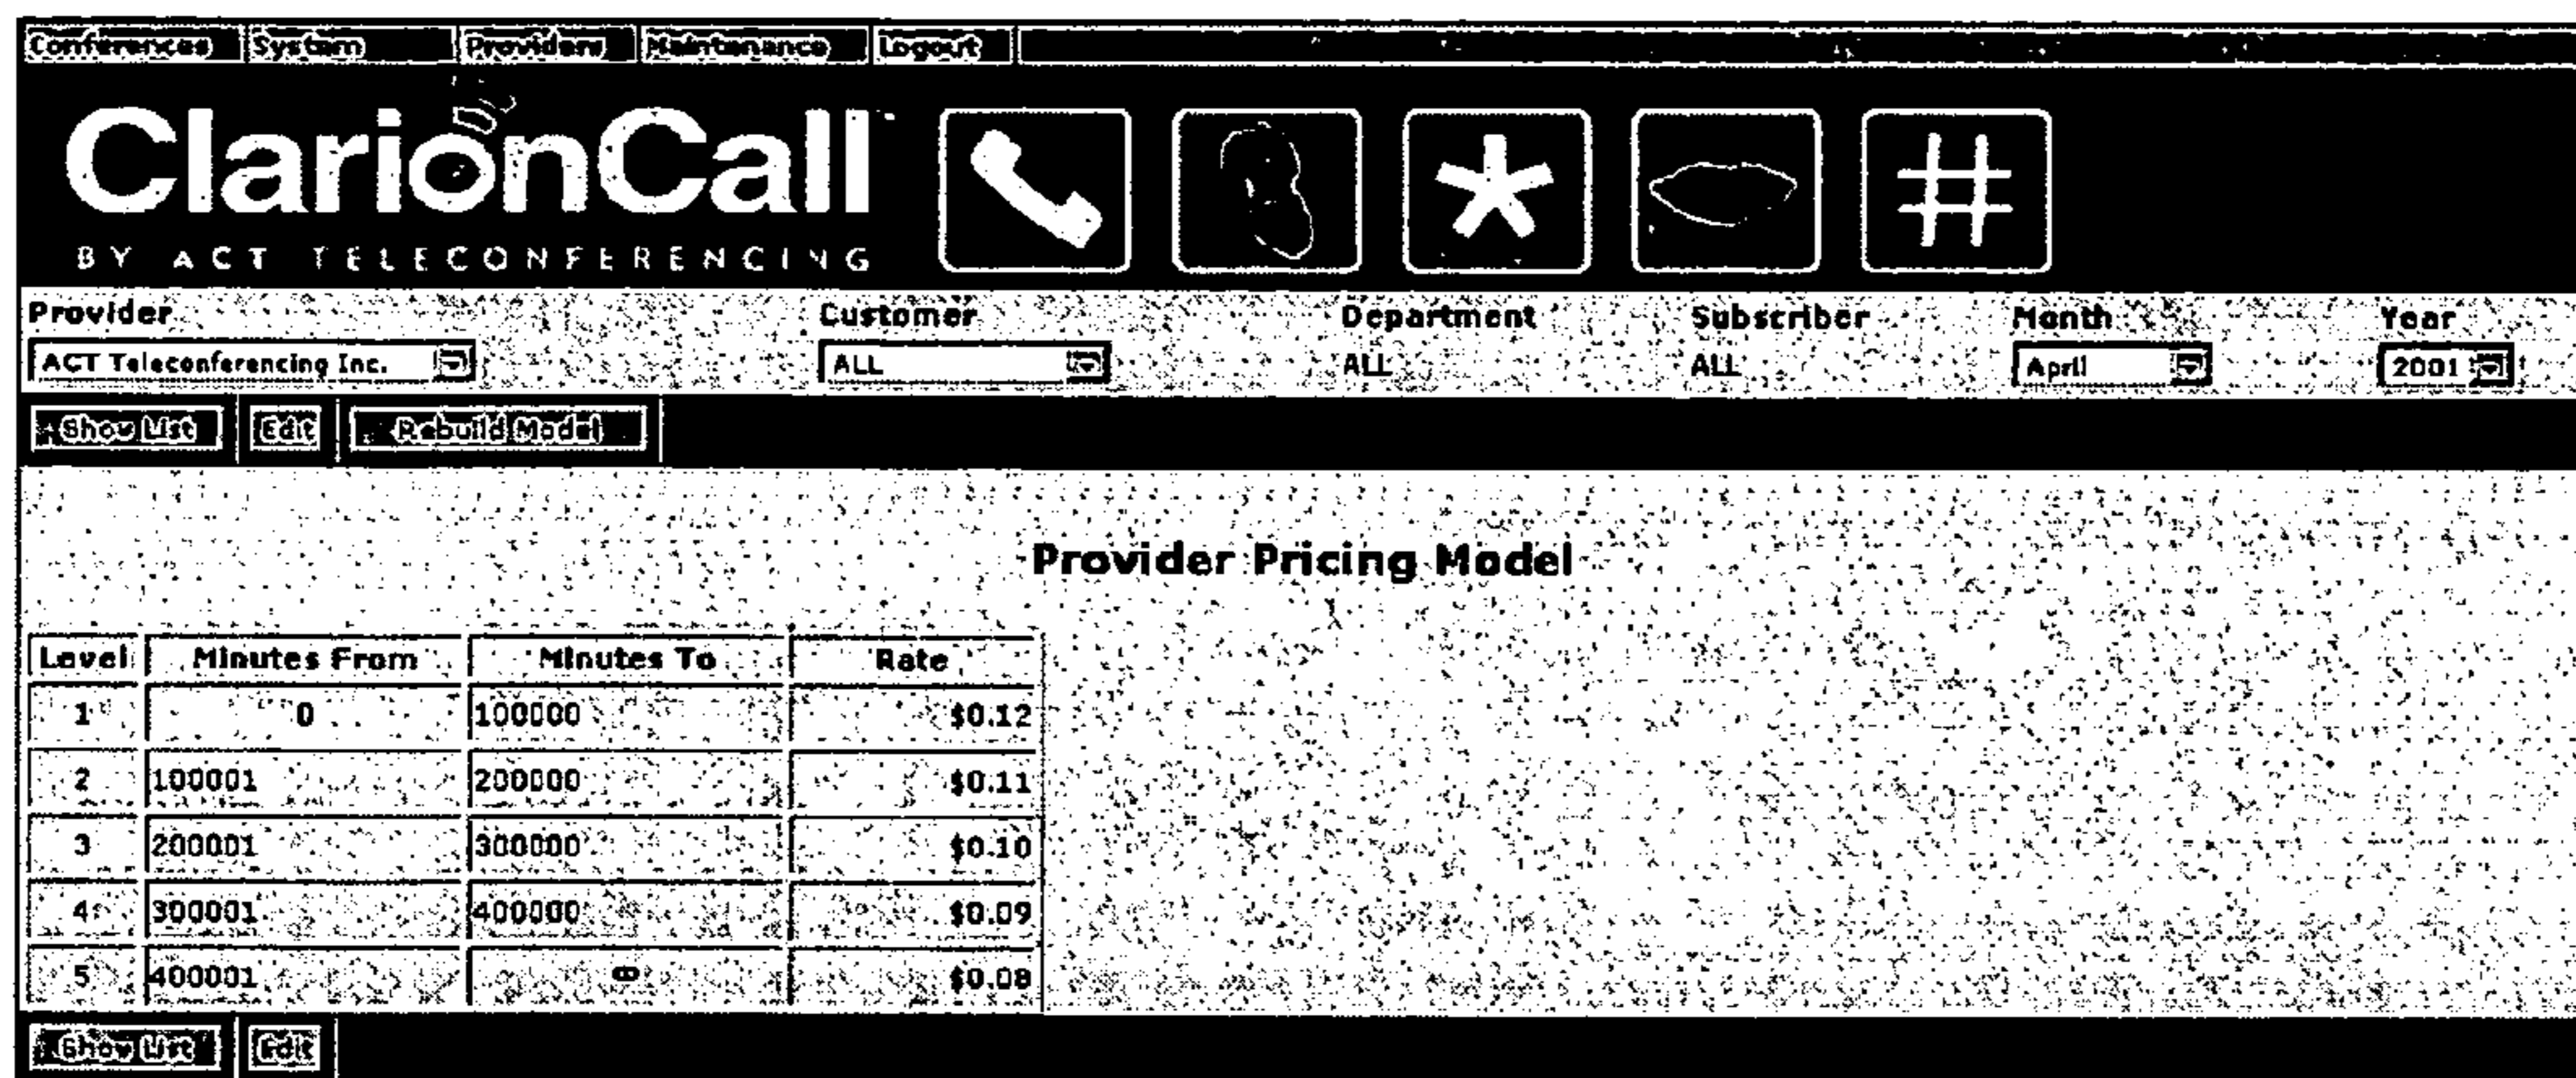 Conferences System Providers Maintenance Logout
ClarionCall
BY ACT TELECONFERENCING
Provider Customer Department Subscriber Month Year
ACT Teleconferencing Inc. ALL ALL ALL April 2001
Show List Edit Rebuild Model
Provider Pricing Model
Level Minutes From Minutes To Rate
1 0 100000 $0.12
2 100001 200000 $0.11
3 200001 300000 $0.10
4 300001 400000 $0.09
5 400001 ∞ $0.08
Show List Edit